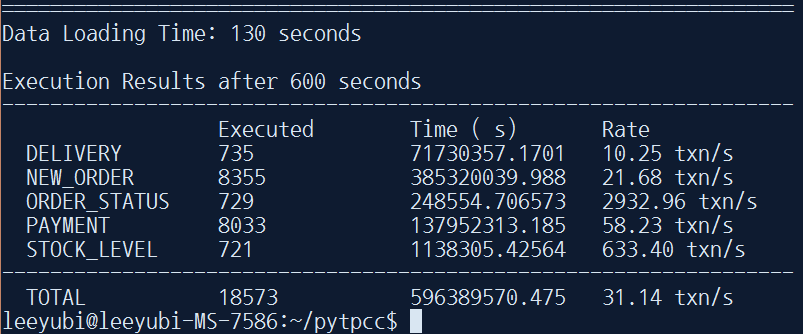 Data Loading Time: 130 seconds
Execution Results after 600 seconds
Executed Time ( s) Rate
DELIVERY 735 71730357.1701 10.25 txn/s
NEW_ORDER 8355 385320039.988 21.68 txn/s
ORDER_STATUS 729 248554.706573 2932.96 txn/s
PAYMENT 8033 137952313.185 58.23 txn/s
STOCK_LEVEL 721 1138305.42564 633.40 txn/s
TOTAL 18573 596389570.475 31.14 txn/s
leeyubi@leeyubi-MS-7586:~/pytpcc$